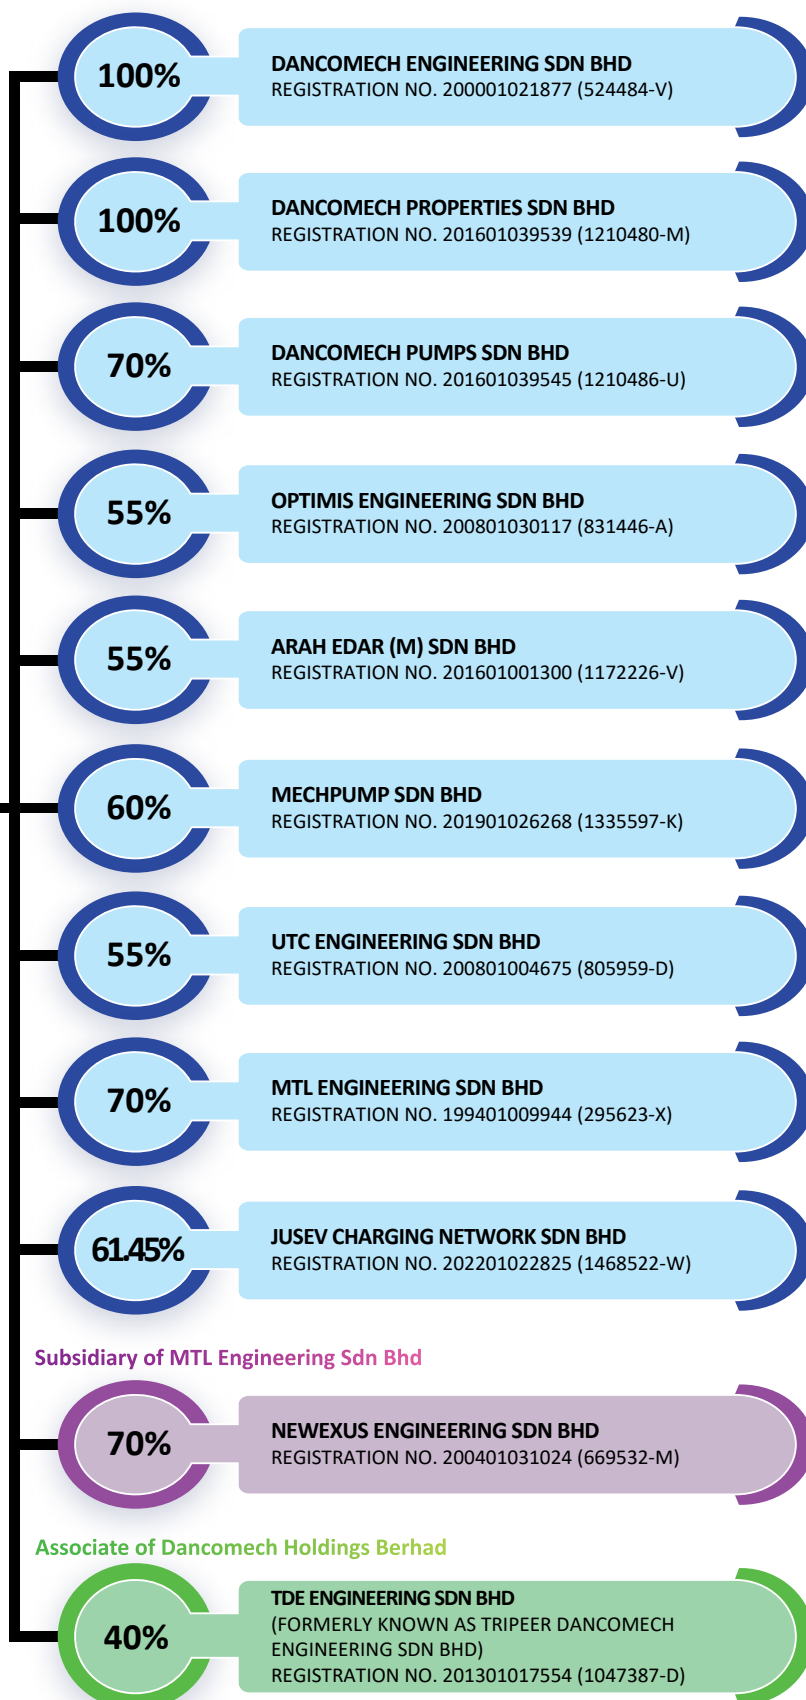 100%
DANCOMECH ENGINEERING SDN BHD
REGISTRATION NO. 200001021877 (524484-V)
100%
DANCOMECH PROPERTIES SDN BHD
REGISTRATION NO. 201601039539 (1210480-M)
70%
DANCOMECH PUMPS SDN BHD
REGISTRATION NO. 201601039545 (1210486-U)
55%
OPTIMIS ENGINEERING SDN BHD
REGISTRATION NO. 200801030117 (831446-A)
55%
ARAH EDAR (M) SDN BHD
REGISTRATION NO. 201601001300 (1172226-V)
60%
MECHPUMP SDN BHD
REGISTRATION NO. 201901026268 (1335597-K)
55%
UTC ENGINEERING SDN BHD
REGISTRATION NO. 200801004675 (805959-D)
70%
MTL ENGINEERING SDN BHD
REGISTRATION NO. 199401009944 (295623-X)
61.45%
JUSEV CHARGING NETWORK SDN BHD
REGISTRATION NO. 202201022825 (1468522-W)
Subsidiary of MTL Engineering Sdn Bhd
70%
NEWEXUS ENGINEERING SDN BHD
REGISTRATION NO. 200401031024 (669532-M)
Associate of Dancomech Holdings Berhad
40%
TDE ENGINEERING SDN BHD
(FORMERLY KNOWN AS TRIPEER DANCOMECH
ENGINEERING SDN BHD)
REGISTRATION NO. 201301017554 (1047387-D)